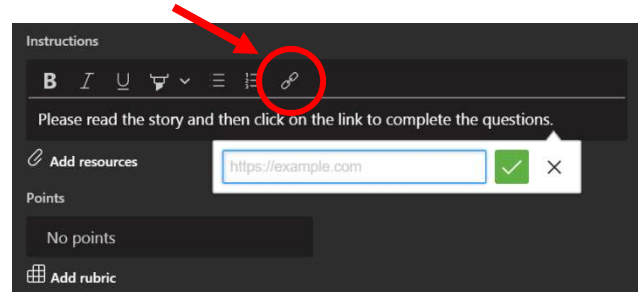 Instructions
B I U
Please read the story and then click on the link to complete the questions.
Add resources
https://example.com
Points
No points
Add rubric